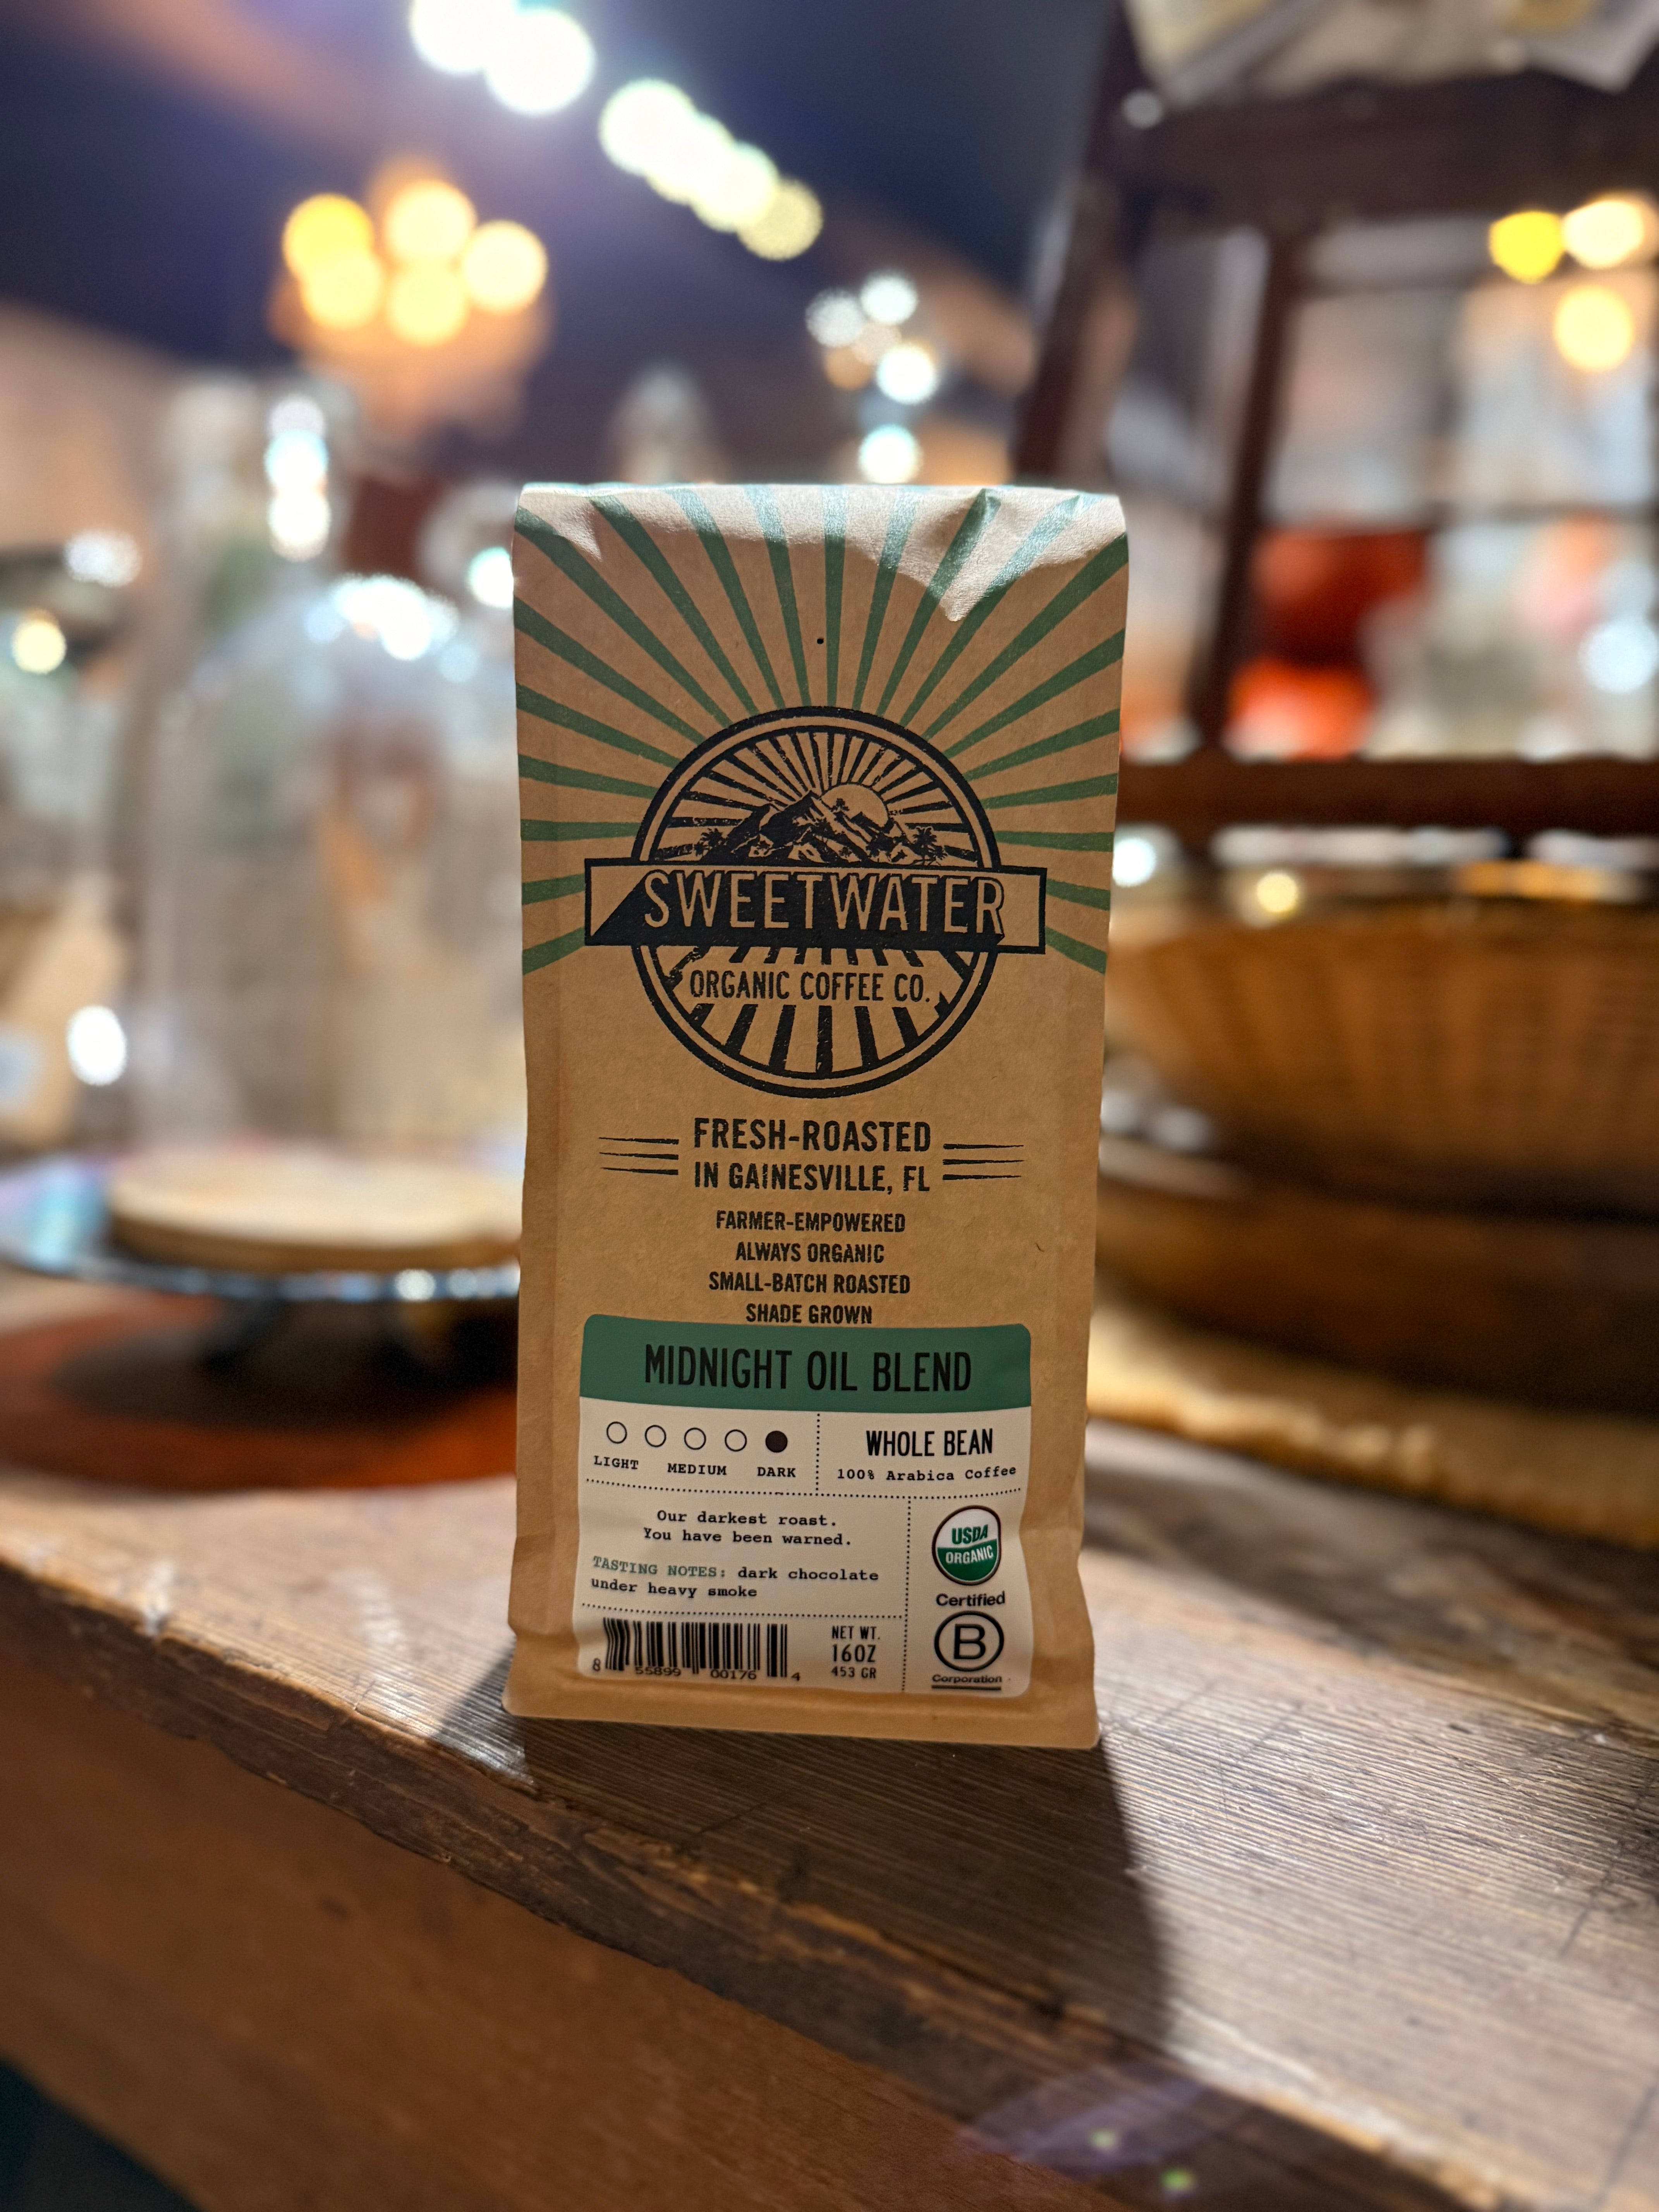 SWEETWATER
ORGANIC COFFEE CO.
FRESH-ROASTED
IN GAINESVILLE, FL
FARMER-EMPOWERED
ALWAYS ORGANIC
SMALL-BATCH ROASTED
SHADE GROWN
MIDNIGHT OIL BLEND
LIGHT MEDIUM DARK
WHOLE BEAN
100% Arabica Coffee
Our darkest roast.
You have been warned.
TASTING NOTES: dark chocolate
under heavy smoke
USDA
ORGANIC
Certified
B
Corporation
8 55899 00176 4
NET WT.
16OZ
453 GR